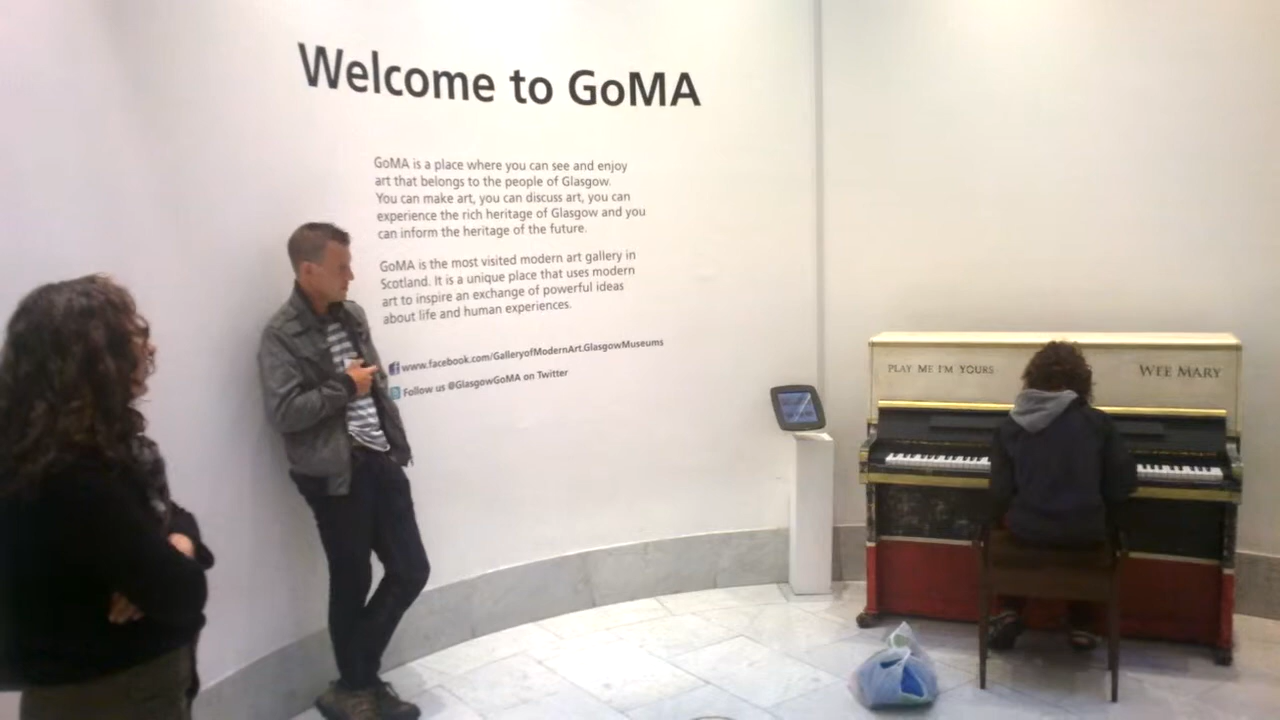 Welcome to GoMA
GoMA is a place where you can see and enjoy
art that belongs to the people of Glasgow.
You can make art, you can discuss art, you can
experience the rich heritage of Glasgow and you
can inform the heritage of the future.
GoMA is the most visited modern art gallery in
Scotland. It is a unique place that uses modern
art to inspire an exchange of powerful ideas
about life and human experiences.
www.facebook.com/GalleryofModernArt.GlasgowMuseums
Follow us @GlasgowGoMA on Twitter
PLAY ME I'M YOURS
WEE MARY